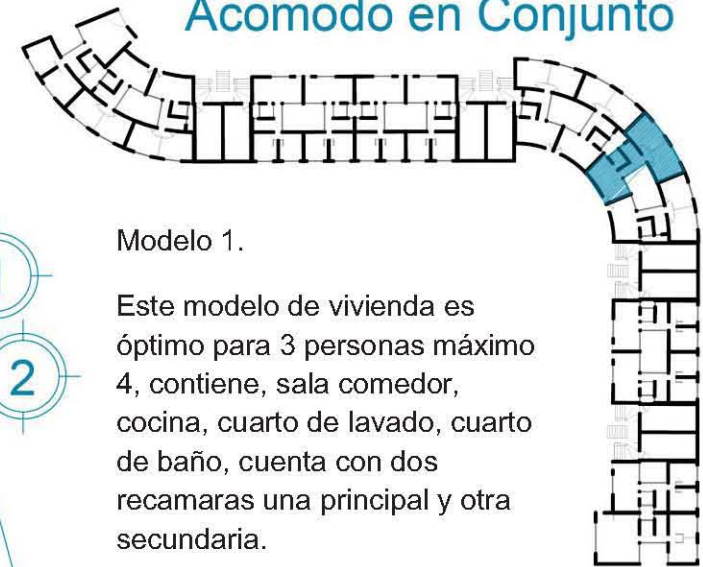 Acomodo en Conjunto
2
Modelo 1.
Este modelo de vivienda es
óptimo para 3 personas máximo
4, contiene, sala comedor,
cocina, cuarto de lavado, cuarto
de baño, cuenta con dos
recamaras una principal y otra
secundaria.